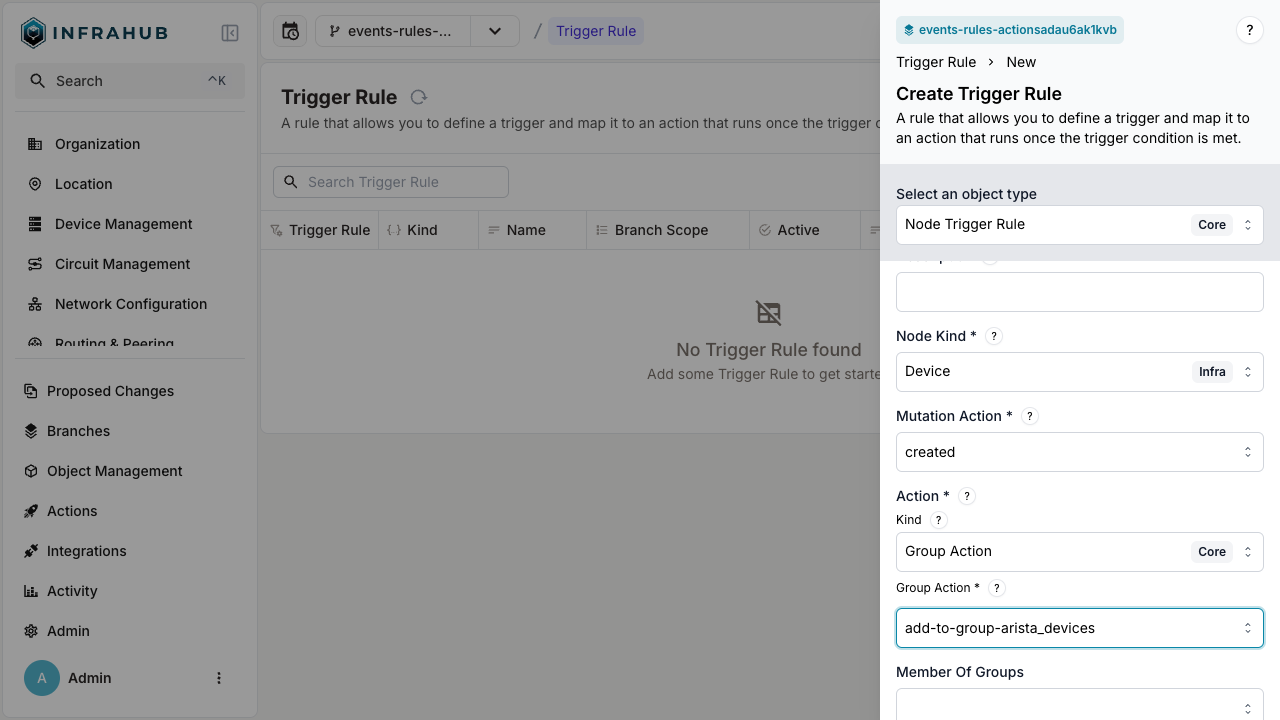 INFRAHUB
Search
^K
Organization
Location
Device Management
Circuit Management
Network Configuration
Routing & Peering
Proposed Changes
Branches
Object Management
Actions
Integrations
Activity
Admin
A
Admin
events-rules-...
/
Trigger Rule
Trigger Rule
A rule that allows you to define a trigger and map it to an action that runs once the trigger c
Search Trigger Rule
Trigger Rule
Kind
Name
Branch Scope
Active
No Trigger Rule found
Add some Trigger Rule to get starte
events-rules-actionsadau6ak1kvb
?
Trigger Rule > New
Create Trigger Rule
A rule that allows you to define a trigger and map it to
an action that runs once the trigger condition is met.
Select an object type
Node Trigger Rule
Core
Node Kind * ?
Device
Infra
Mutation Action * ?
created
Action * ?
Kind ?
Group Action
Core
Group Action * ?
add-to-group-arista_devices
Member Of Groups